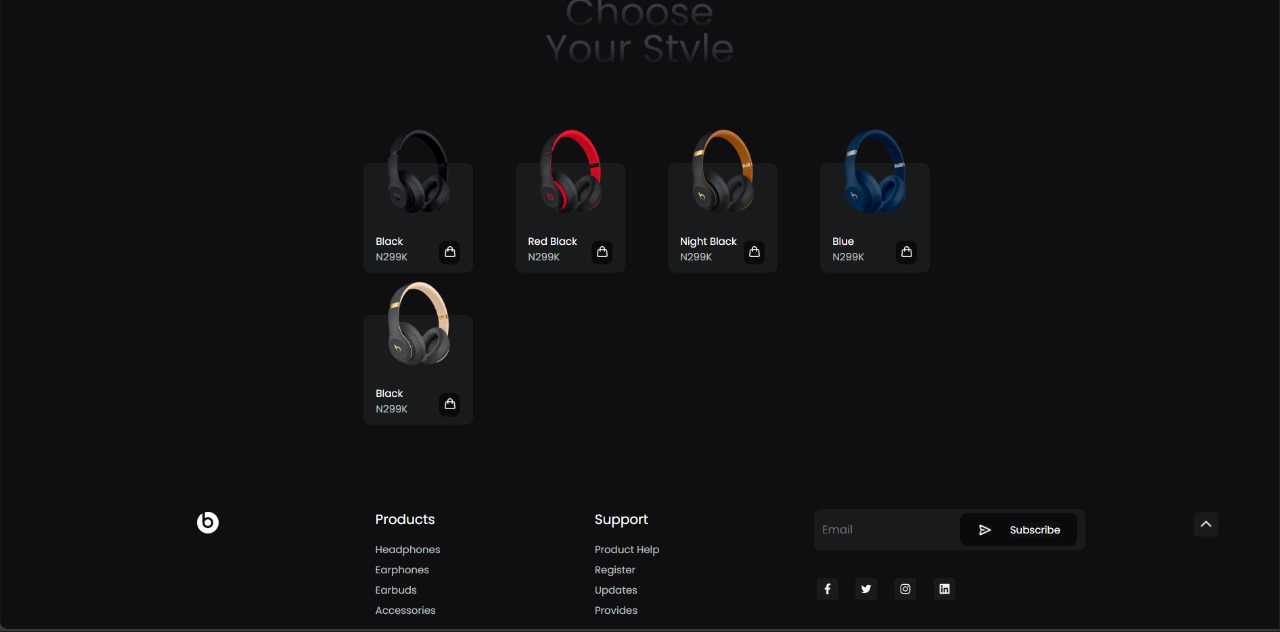 Choose
Your Style
Black
N299K
Red Black
N299K
Night Black
N299K
Blue
N299K
Black
N299K
Products
Headphones
Earphones
Earbuds
Accessories
Support
Product Help
Register
Updates
Provides
Email
Subscribe